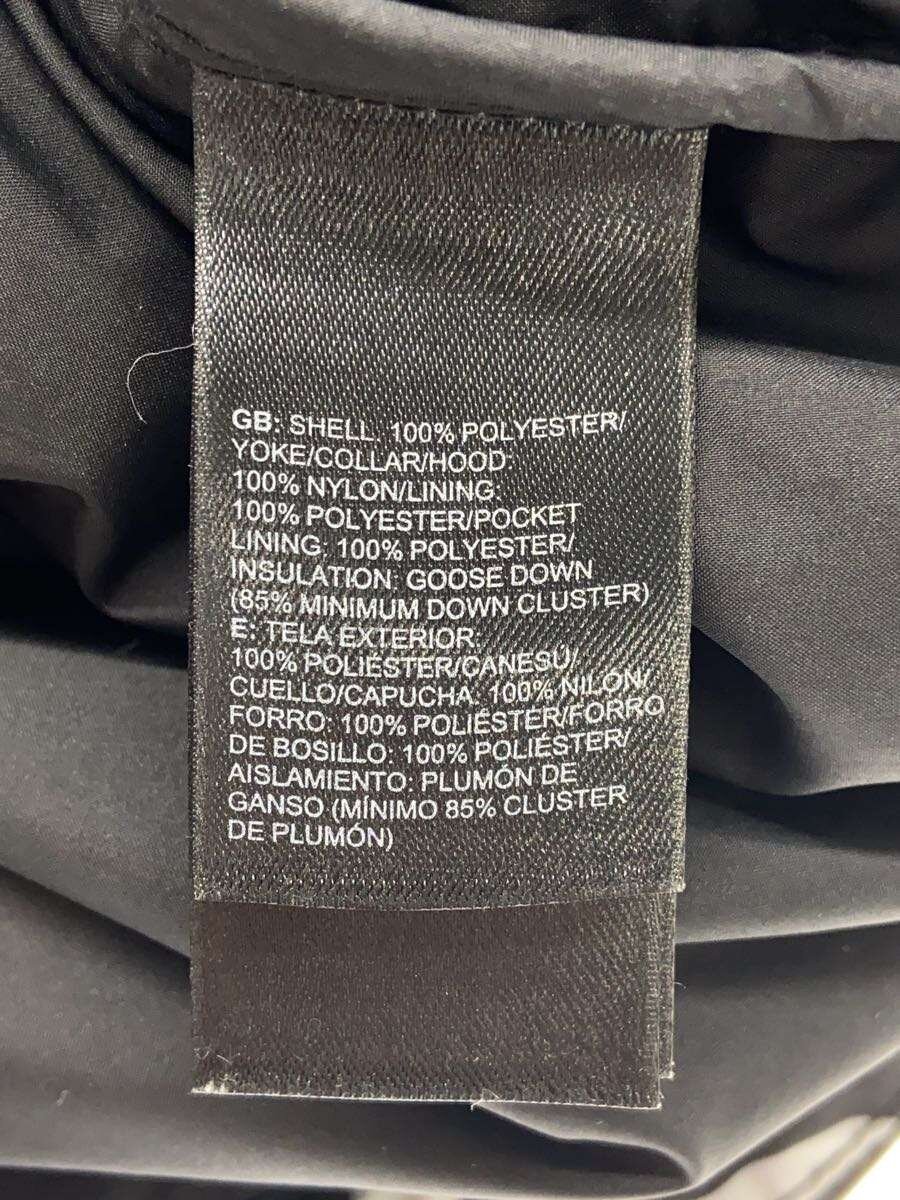 GB: SHELL: 100% POLYESTER/
YOKE/COLLAR/HOOD:
100% NYLON/LINING:
100% POLYESTER/POCKET
LINING: 100% POLYESTER/
INSULATION: GOOSE DOWN
(85% MINIMUM DOWN CLUSTER)
E: TELA EXTERIOR:
100% POLIÉSTER/CANESÚ/
CUELLO/CAPUCHA: 100% NILÓN/
FORRO: 100% POLIÉSTER/FORRO
DE BOSILLO: 100% POLIÉSTER/
AISLAMIENTO: PLUMÓN DE
GANSO (MÍNIMO 85% CLUSTER
DE PLUMÓN)